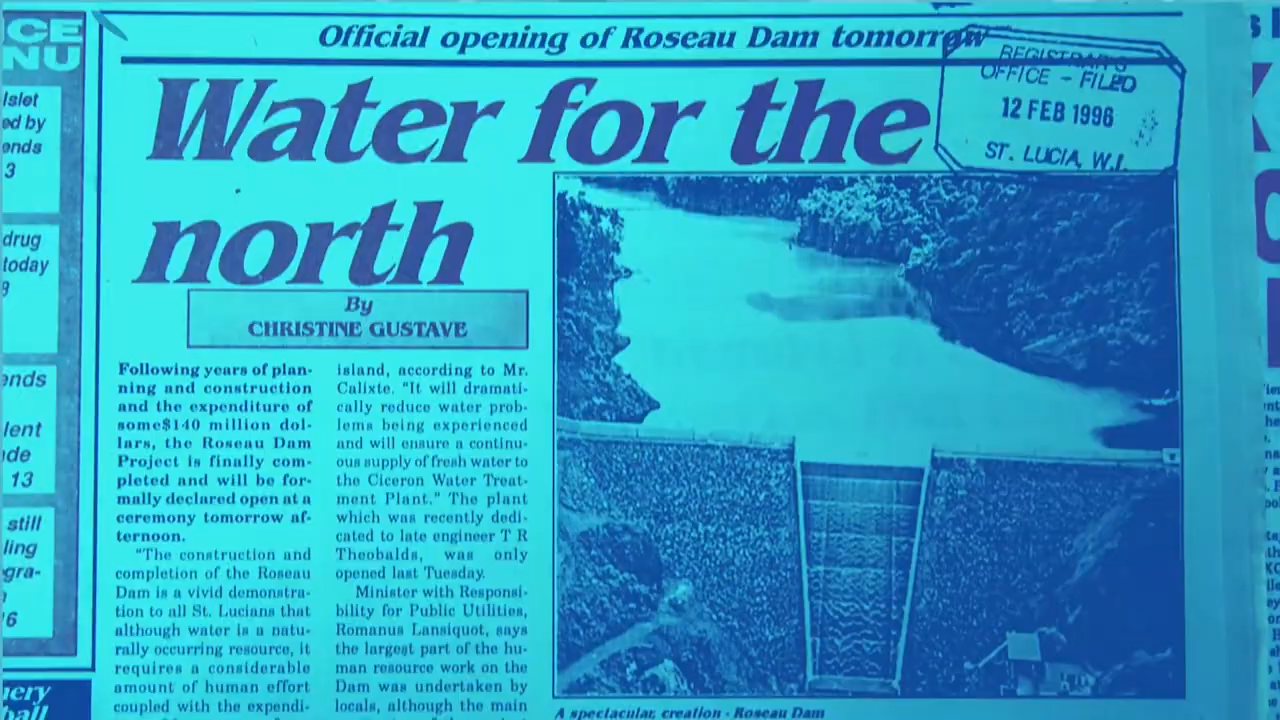 CE
NU
Islet
ed by
ends
3
drug
today
ends
lent
de
13
still
ling
gra-
Official opening of Roseau Dam tomorrow
REGISTRAR'S
OFFICE - FILED
12 FEB 1996
ST. LUCIA, W.I.
Water for the
north
By
CHRISTINE GUSTAVE
Following years of plan-
ning and construction
and the expenditure of
some$140 million dol-
lars, the Roseau Dam
Project is finally com-
pleted and will be for-
mally declared open at a
ceremony tomorrow af-
ternoon.
"The construction and
completion of the Roseau
Dam is a vivid demonstra-
tion to all St. Lucians that
although water is a natu-
rally occurring resource, it
requires a considerable
amount of human effort
coupled with the expendi-
island, according to Mr.
Calixte. "It will dramati-
cally reduce water prob-
lems being experienced
and will ensure a continu-
ous supply of fresh water to
the Ciceron Water Treat-
ment Plant." The plant
which was recently dedi-
cated to late engineer T R
Theobalds, was only
opened last Tuesday.
Minister with Responsi-
bility for Public Utilities,
Romanus Lansiquot, says
the largest part of the hu-
man resource work on the
Dam was undertaken by
locals, although the main
A spectacular creation - Roseau Dam